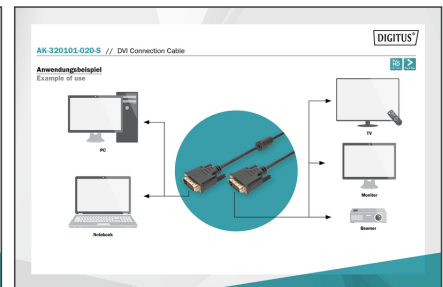 DIGITUS®
AK-320101-020-S // DVI Connection Cable
Anwendungsbeispiel
Example of use
PC
TV
Monitor
Notebook
Beamer